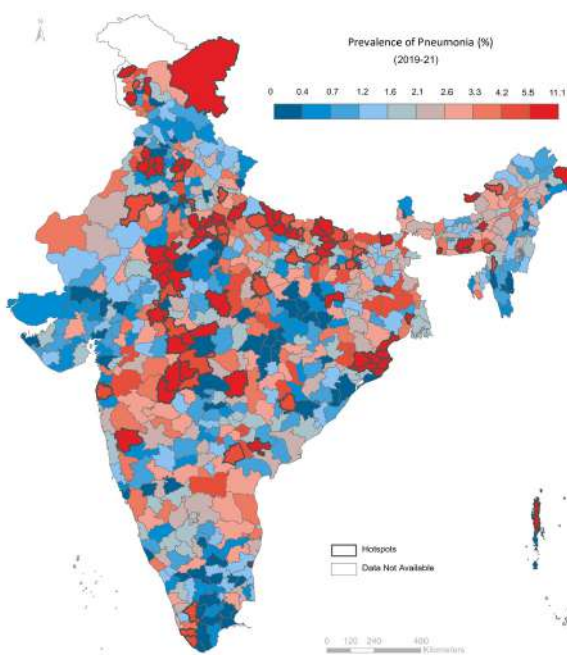 Prevalence of Pneumonia (%)
(2019-21)
0 0.4 0.7 1.2 1.6 2.1 2.6 3.3 4.2 5.5 11.1
Hotspots
Data Not Available
0 120 240 480
Kilometers